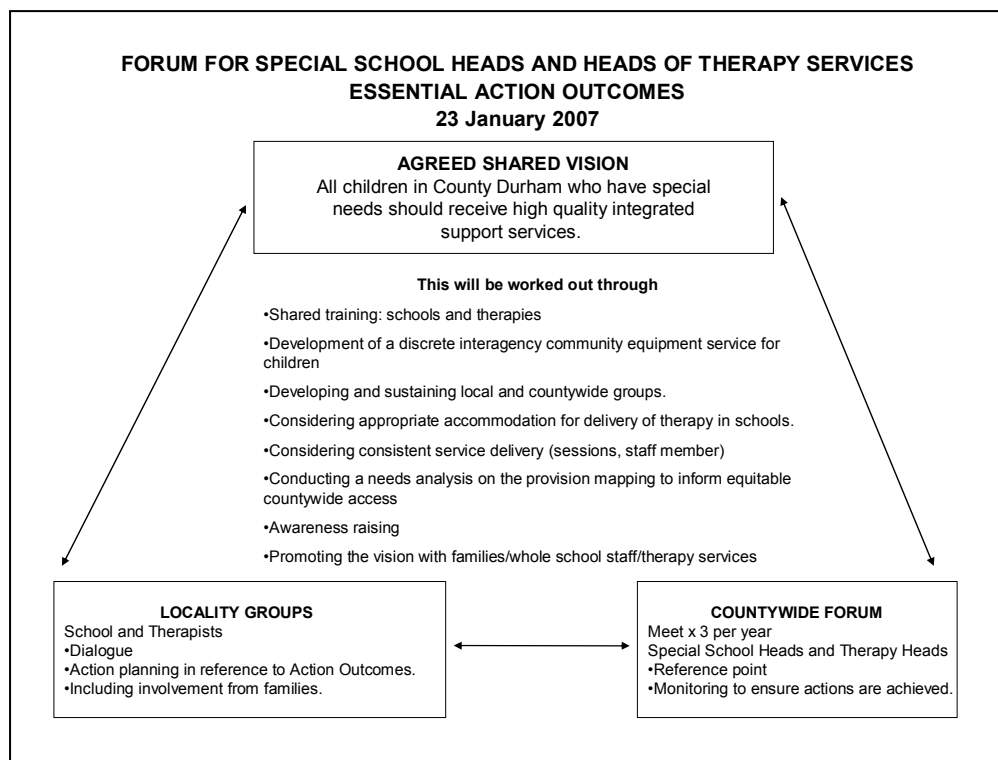 FORUM FOR SPECIAL SCHOOL HEADS AND HEADS OF THERAPY SERVICES
ESSENTIAL ACTION OUTCOMES
23 January 2007
AGREED SHARED VISION
All children in County Durham who have special
needs should receive high quality integrated
support services.
This will be worked out through
•Shared training: schools and therapies
•Development of a discrete interagency community equipment service for
children
•Developing and sustaining local and countywide groups.
•Considering appropriate accommodation for delivery of therapy in schools.
•Considering consistent service delivery (sessions, staff member)
•Conducting a needs analysis on the provision mapping to inform equitable
countywide access
•Awareness raising
•Promoting the vision with families/whole school staff/therapy services
LOCALITY GROUPS
School and Therapists
•Dialogue
•Action planning in reference to Action Outcomes.
•Including involvement from families.
COUNTYWIDE FORUM
Meet x 3 per year
Special School Heads and Therapy Heads
•Reference point
•Monitoring to ensure actions are achieved.